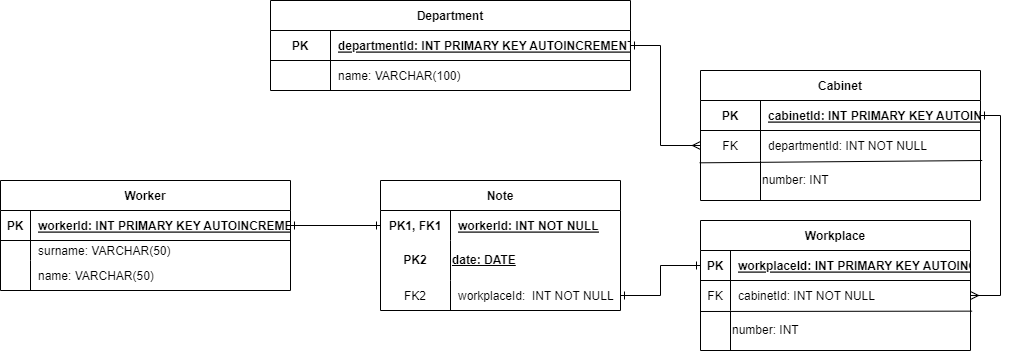 Department
PK departmentId: INT PRIMARY KEY AUTOINCREMENT
name: VARCHAR(100)
Cabinet
PK cabinetId: INT PRIMARY KEY AUTOIN
FK departmentId: INT NOT NULL
number: INT
Worker
PK workerId: INT PRIMARY KEY AUTOINCREME
surname: VARCHAR(50)
name: VARCHAR(50)
Note
PK1, FK1 workerId: INT NOT NULL
PK2 date: DATE
FK2 workplaceId: INT NOT NULL
Workplace
PK workplaceId: INT PRIMARY KEY AUTOIN
FK cabinetId: INT NOT NULL
number: INT